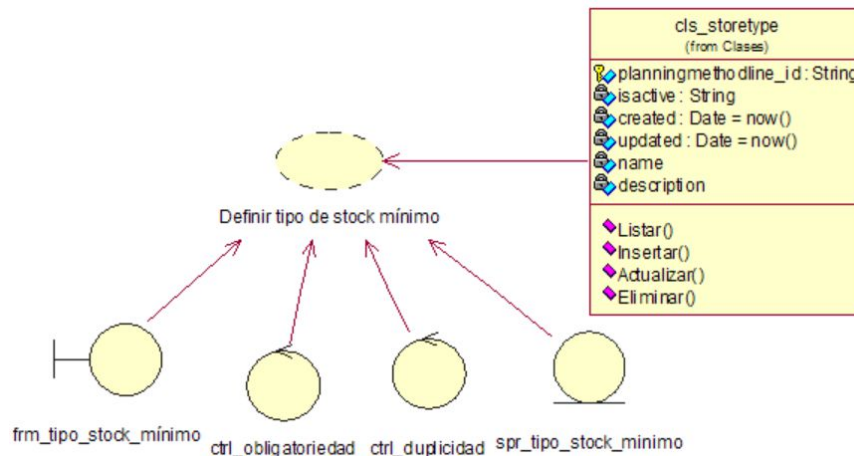 cls_storetype
(from Clases)
planningmethodline_id : String
isactive : String
created : Date = now()
updated : Date = now()
name
description
Listar()
Insertar()
Actualizar()
Eliminar()
Definir tipo de stock mínimo
frm_tipo_stock_mínimo
ctrl_obligatoriedad
ctrl_duplicidad
spr_tipo_stock_minimo